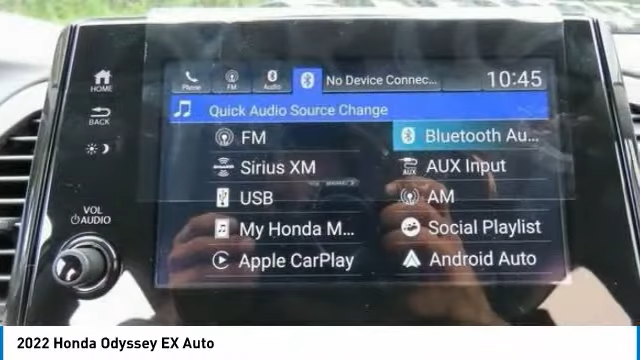 Phone FM Audio No Device Connec... 10:45
HOME
Quick Audio Source Change
BACK
FM Bluetooth Au...
Sirius XM AUX Input
USB AM
My Honda M... Social Playlist
VOL
AUDIO
Apple CarPlay Android Auto
2022 Honda Odyssey EX Auto